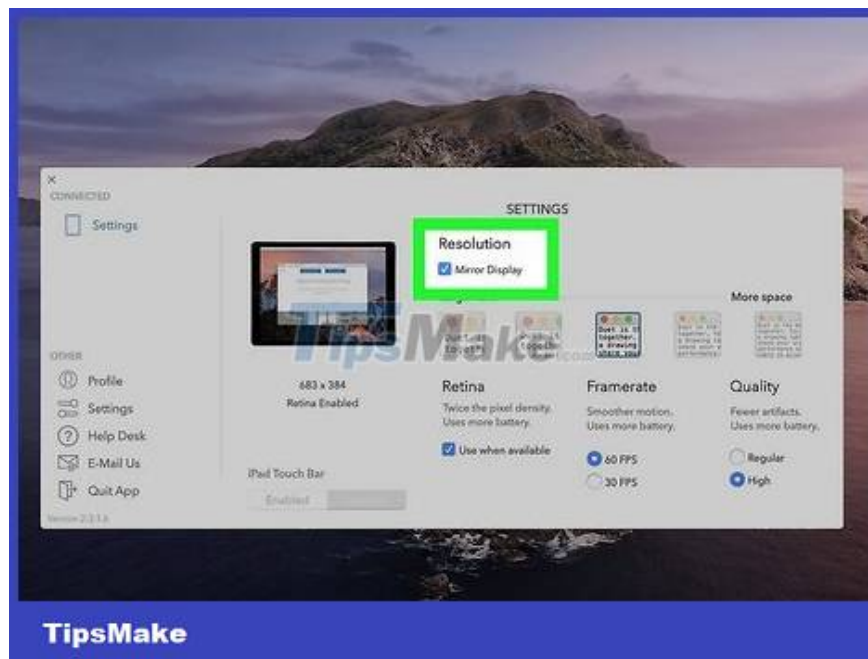 CONNECTED
Settings
SETTINGS
Resolution
Mirror Display
More space
TipsMake
.com
OTHER
Profile
Settings
Help Desk
E-Mail Us
Quit App
683 x 384
Retina Enabled
iPad Touch Bar
Enabled
Retina
Twice the pixel density.
Uses more battery.
Use when available
Framerate
Smoother motion.
Uses more battery.
60 FPS
30 FPS
Quality
Fewer artifacts.
Uses more battery.
Regular
High
TipsMake